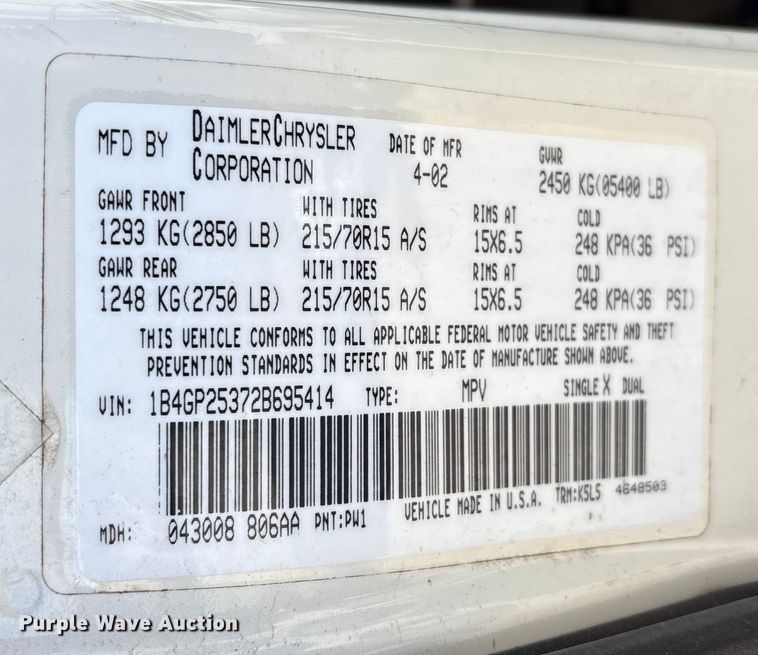 MFD BY DAIMLERCHRYSLER CORPORATION DATE OF MFR 4-02 GVWR 2450 KG(05400 LB)
GAWR FRONT WITH TIRES RIMS AT COLD
1293 KG(2850 LB) 215/70R15 A/S 15X6.5 248 KPA(36 PSI)
GAWR REAR WITH TIRES RIMS AT COLD
1248 KG(2750 LB) 215/70R15 A/S 15X6.5 248 KPA(36 PSI)
THIS VEHICLE CONFORMS TO ALL APPLICABLE FEDERAL MOTOR VEHICLE SAFETY AND THEFT
PREVENTION STANDARDS IN EFFECT ON THE DATE OF MANUFACTURE SHOWN ABOVE.
VIN: 1B4GP25372B695414 TYPE: MPV SINGLE X DUAL
MDH: 043008 806AA PNT:PW1 VEHICLE MADE IN U.S.A. TRM:K5L5 4648503
Purple Wave Auction